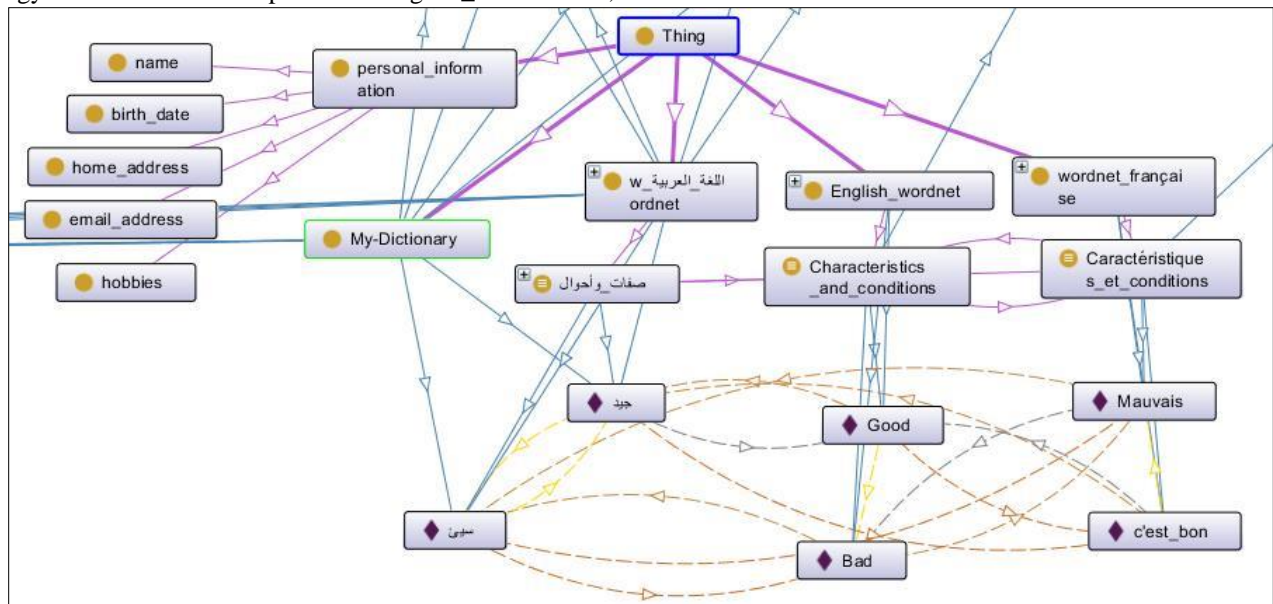 Thing
name
personal_inform
ation
birth_date
home_address
اللغة_العربية_w
ordnet
English_wordnet
wordnet_françai
se
email_address
My-Dictionary
hobbies
صفات_وأحوال
Characteristics
_and_conditions
Caractéristique
s_et_conditions
جيد
Good
Mauvais
سيئ
Bad
c'est_bon